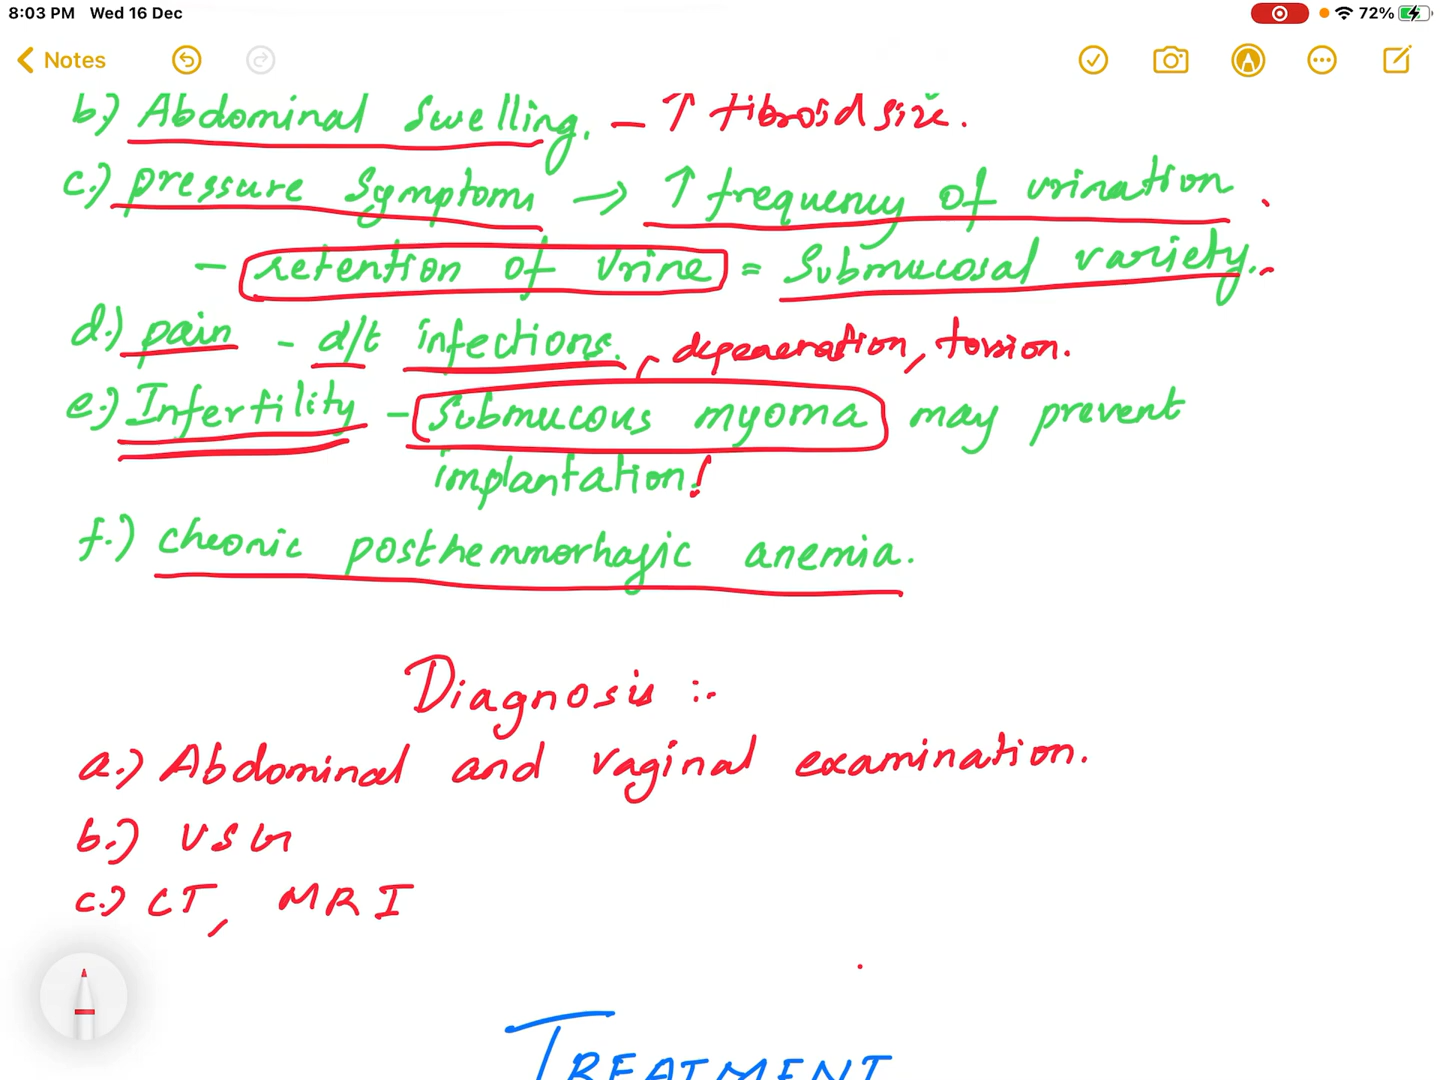 8:03 PM Wed 16 Dec 72%
Notes
b.) Abdominal Swelling. - ↑ fibroid size.
c.) pressure Symptoms → ↑ frequency of urination.
- retention of Urine = Submucosal variety..
d.) pain - d/t infections. , degeneration, torsion.
e.) Infertility - Submucous myoma may prevent
implantation!
f.) chronic posthemmorhagic anemia.
Diagnosis :-
a.) Abdominal and vaginal examination.
b.) USG
c.) CT, MRI
TREATMENT